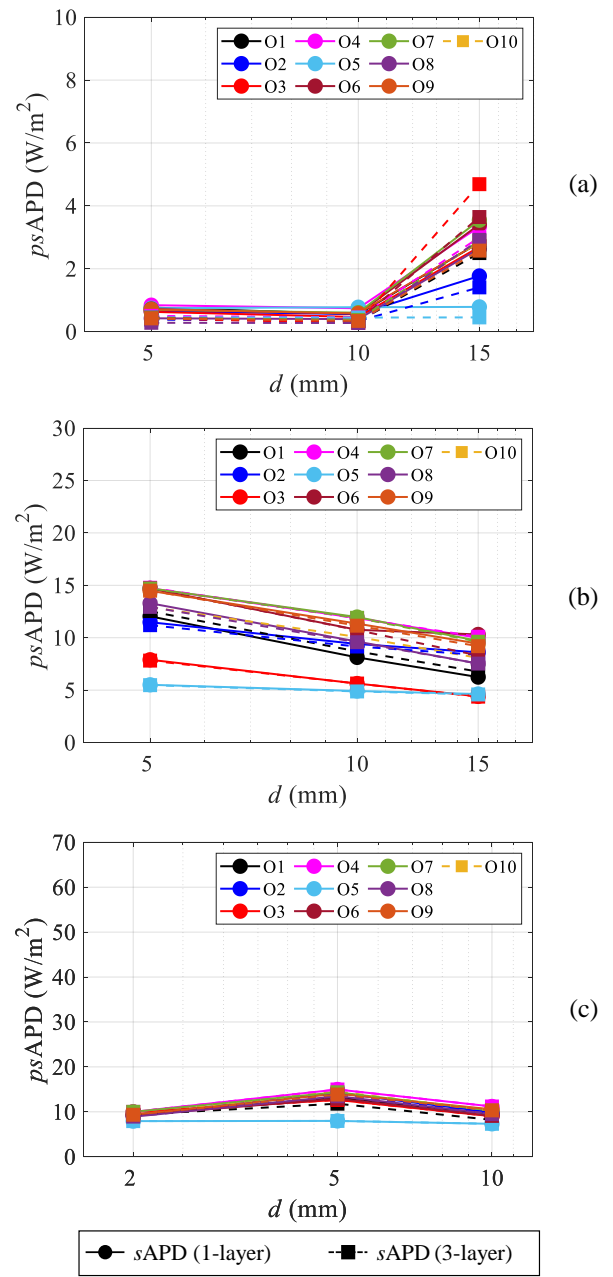 10
8
6
4
2
0
psAPD (W/m²)
O1 O4 O7 O10
O2 O5 O8
O3 O6 O9
5 10 15
d (mm)
(a)
30
25
20
15
10
5
0
psAPD (W/m²)
O1 O4 O7 O10
O2 O5 O8
O3 O6 O9
5 10 15
d (mm)
(b)
70
60
50
40
30
20
10
0
psAPD (W/m²)
O1 O4 O7 O10
O2 O5 O8
O3 O6 O9
2 5 10
d (mm)
(c)
sAPD (1-layer) sAPD (3-layer)